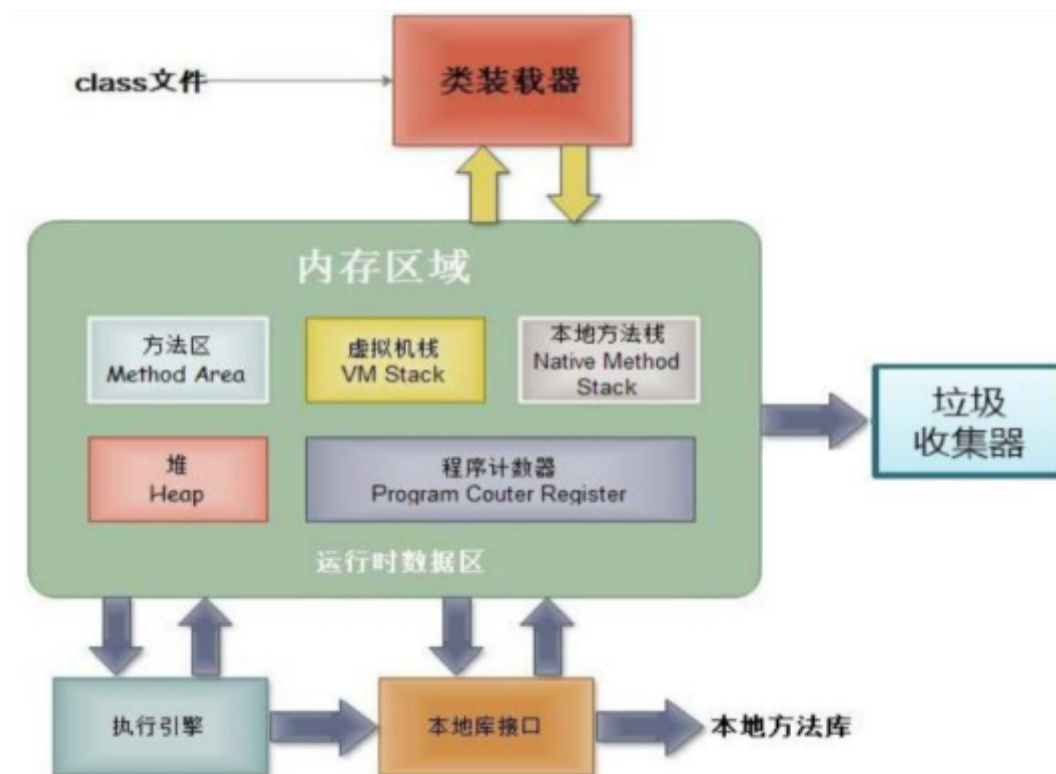 class文件
类装载器
内存区域
方法区
Method Area
虚拟机栈
VM Stack
本地方法栈
Native Method
Stack
堆
Heap
程序计数器
Program Couter Register
运行时数据区
垃圾
收集器
执行引擎
本地库接口
本地方法库